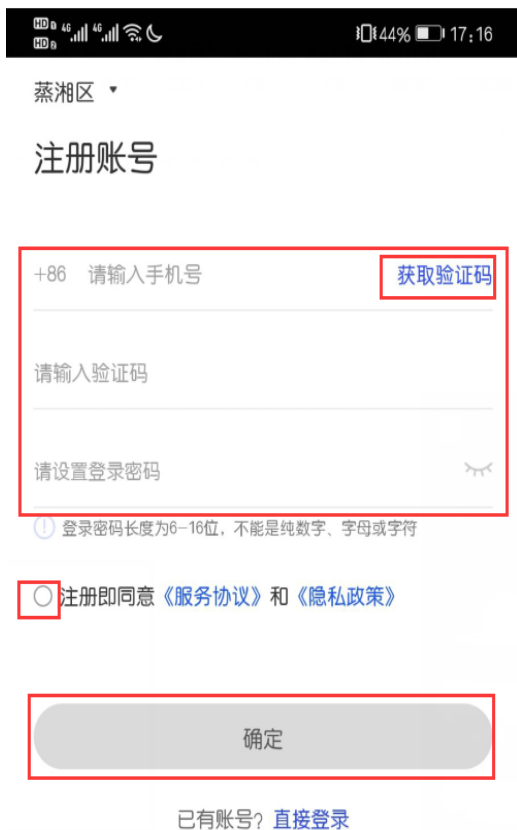 HD 4G 4G 44% 17:16
HD
蒸湘区
注册账号
+86 请输入手机号 获取验证码
请输入验证码
请设置登录密码
登录密码长度为6-16位，不能是纯数字、字母或字符
注册即同意《服务协议》和《隐私政策》
确定
已有账号? 直接登录